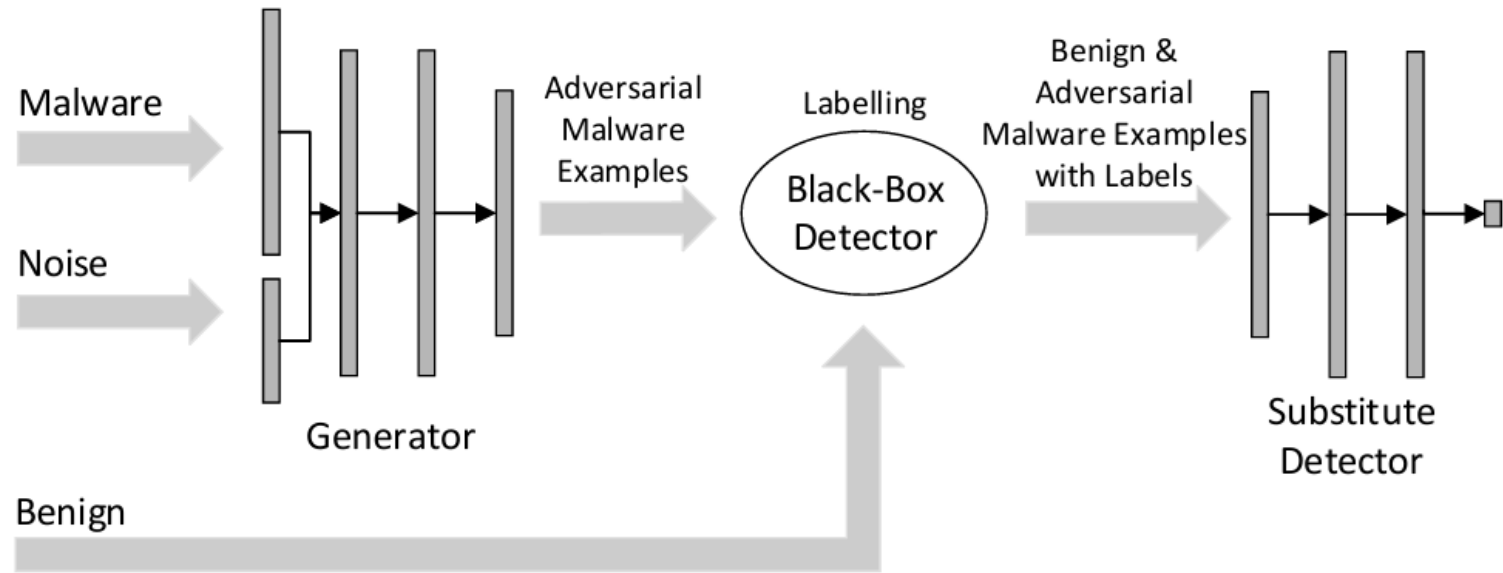 Malware
Noise
Generator
Benign
Adversarial
Malware
Examples
Labelling
Black-Box
Detector
Benign &
Adversarial
Malware Examples
with Labels
Substitute
Detector